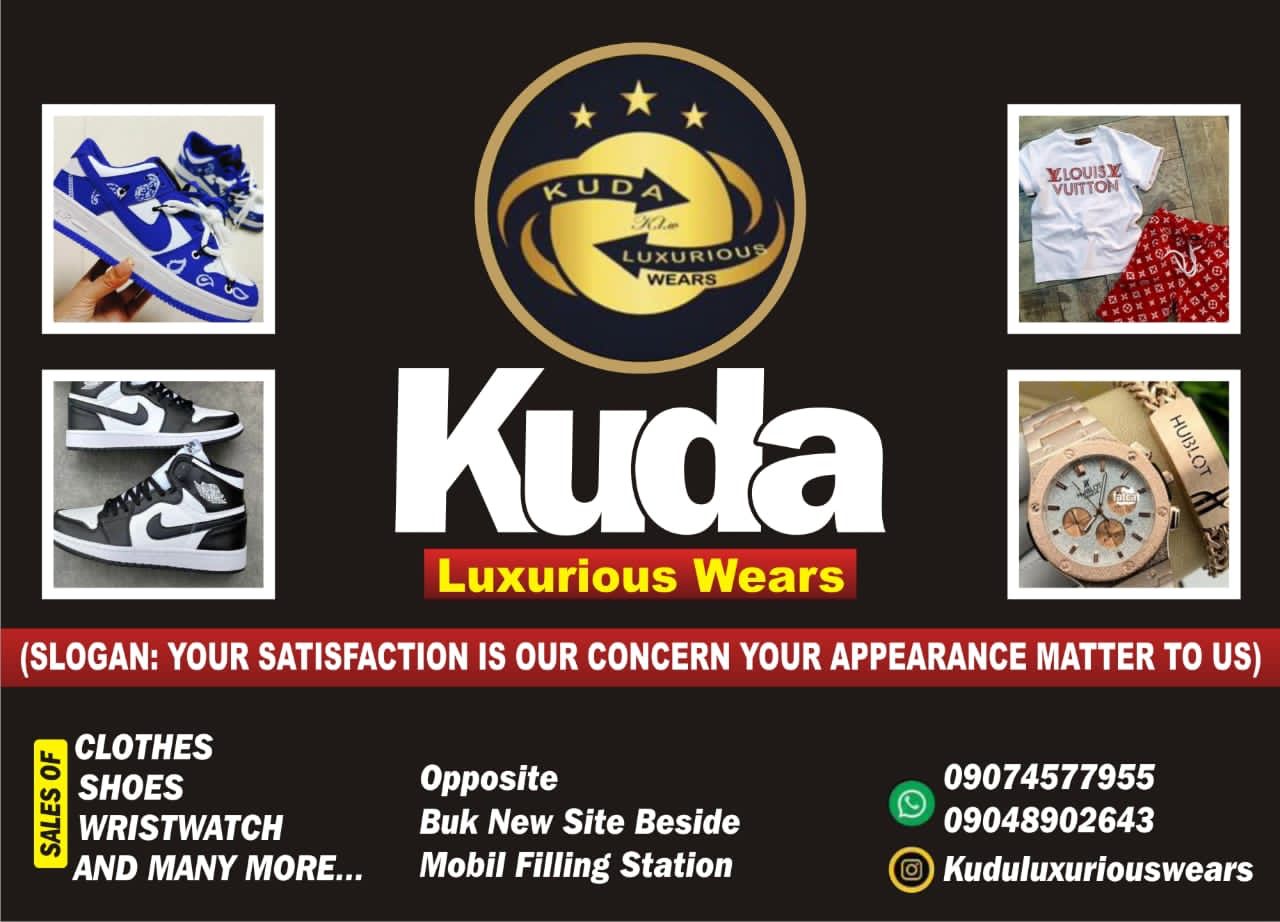 KUDA
K.l.w
LUXURIOUS
WEARS
LOUIS
VUITTON
HUBLOT
HUBLOT
Kuda
Luxurious Wears
(SLOGAN: YOUR SATISFACTION IS OUR CONCERN YOUR APPEARANCE MATTER TO US)
SALES OF
CLOTHES
SHOES
WRISTWATCH
AND MANY MORE...
Opposite
Buk New Site Beside
Mobil Filling Station
09074577955
09048902643
Kuduluxuriouswears